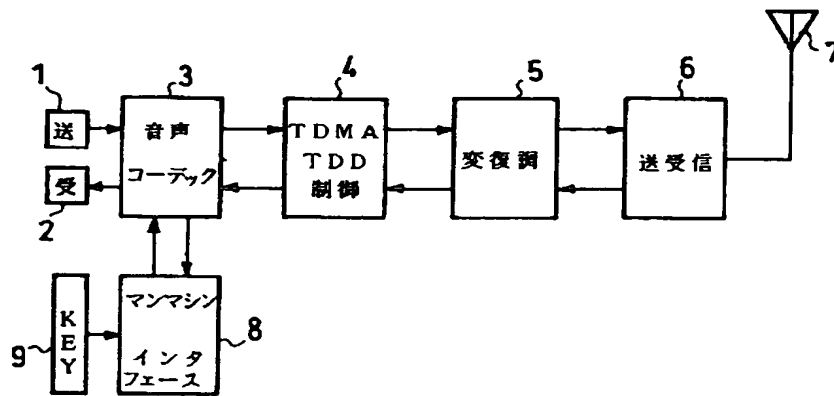 1
送
受
2
3
音声
コーデック
4
TDMA
TDD
制御
5
変復調
6
送受信
7
KEY
9
マンマシン
インタ
フェース
8